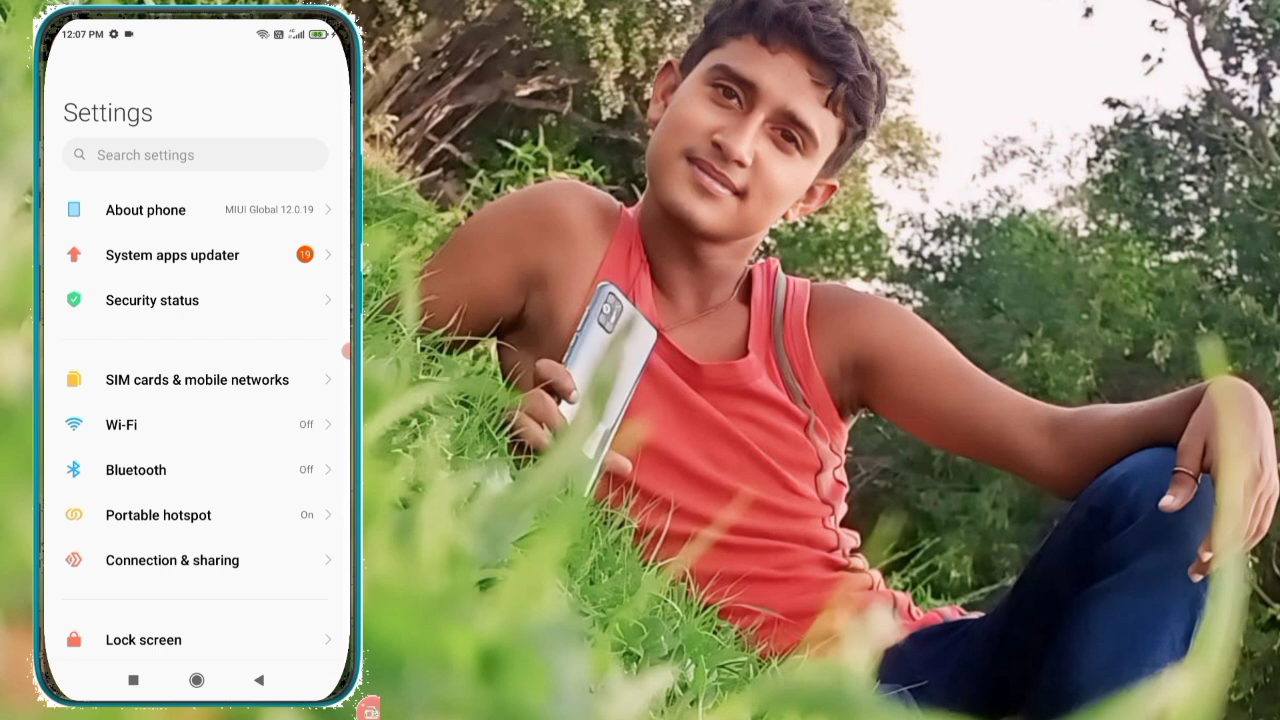 12:07 PM
Settings
Search settings
About phone MIUI Global 12.0.19
System apps updater 19
Security status
SIM cards & mobile networks
Wi-Fi Off
Bluetooth Off
Portable hotspot On
Connection & sharing
Lock screen